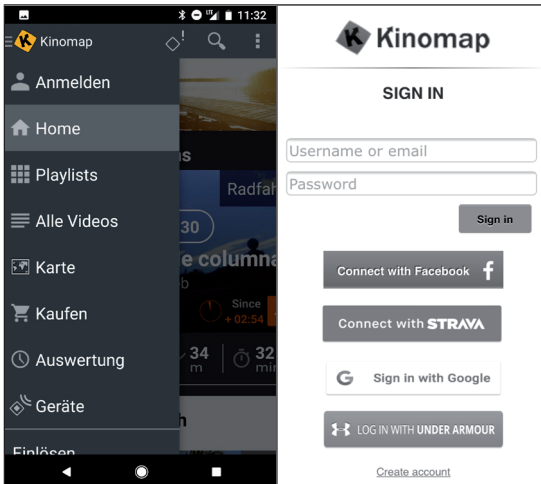 LTE 11:32
Kinomap
Anmelden
Home
Playlists
Alle Videos
Karte
Kaufen
Auswertung
Geräte
Einlösen
s
Radfah
30
e columna
b
Since
+ 02:54
34
m
32
min
h
Kinomap
SIGN IN
Username or email
Password
Sign in
Connect with Facebook f
Connect with STRAVA
G Sign in with Google
LOG IN WITH UNDER ARMOUR
Create account